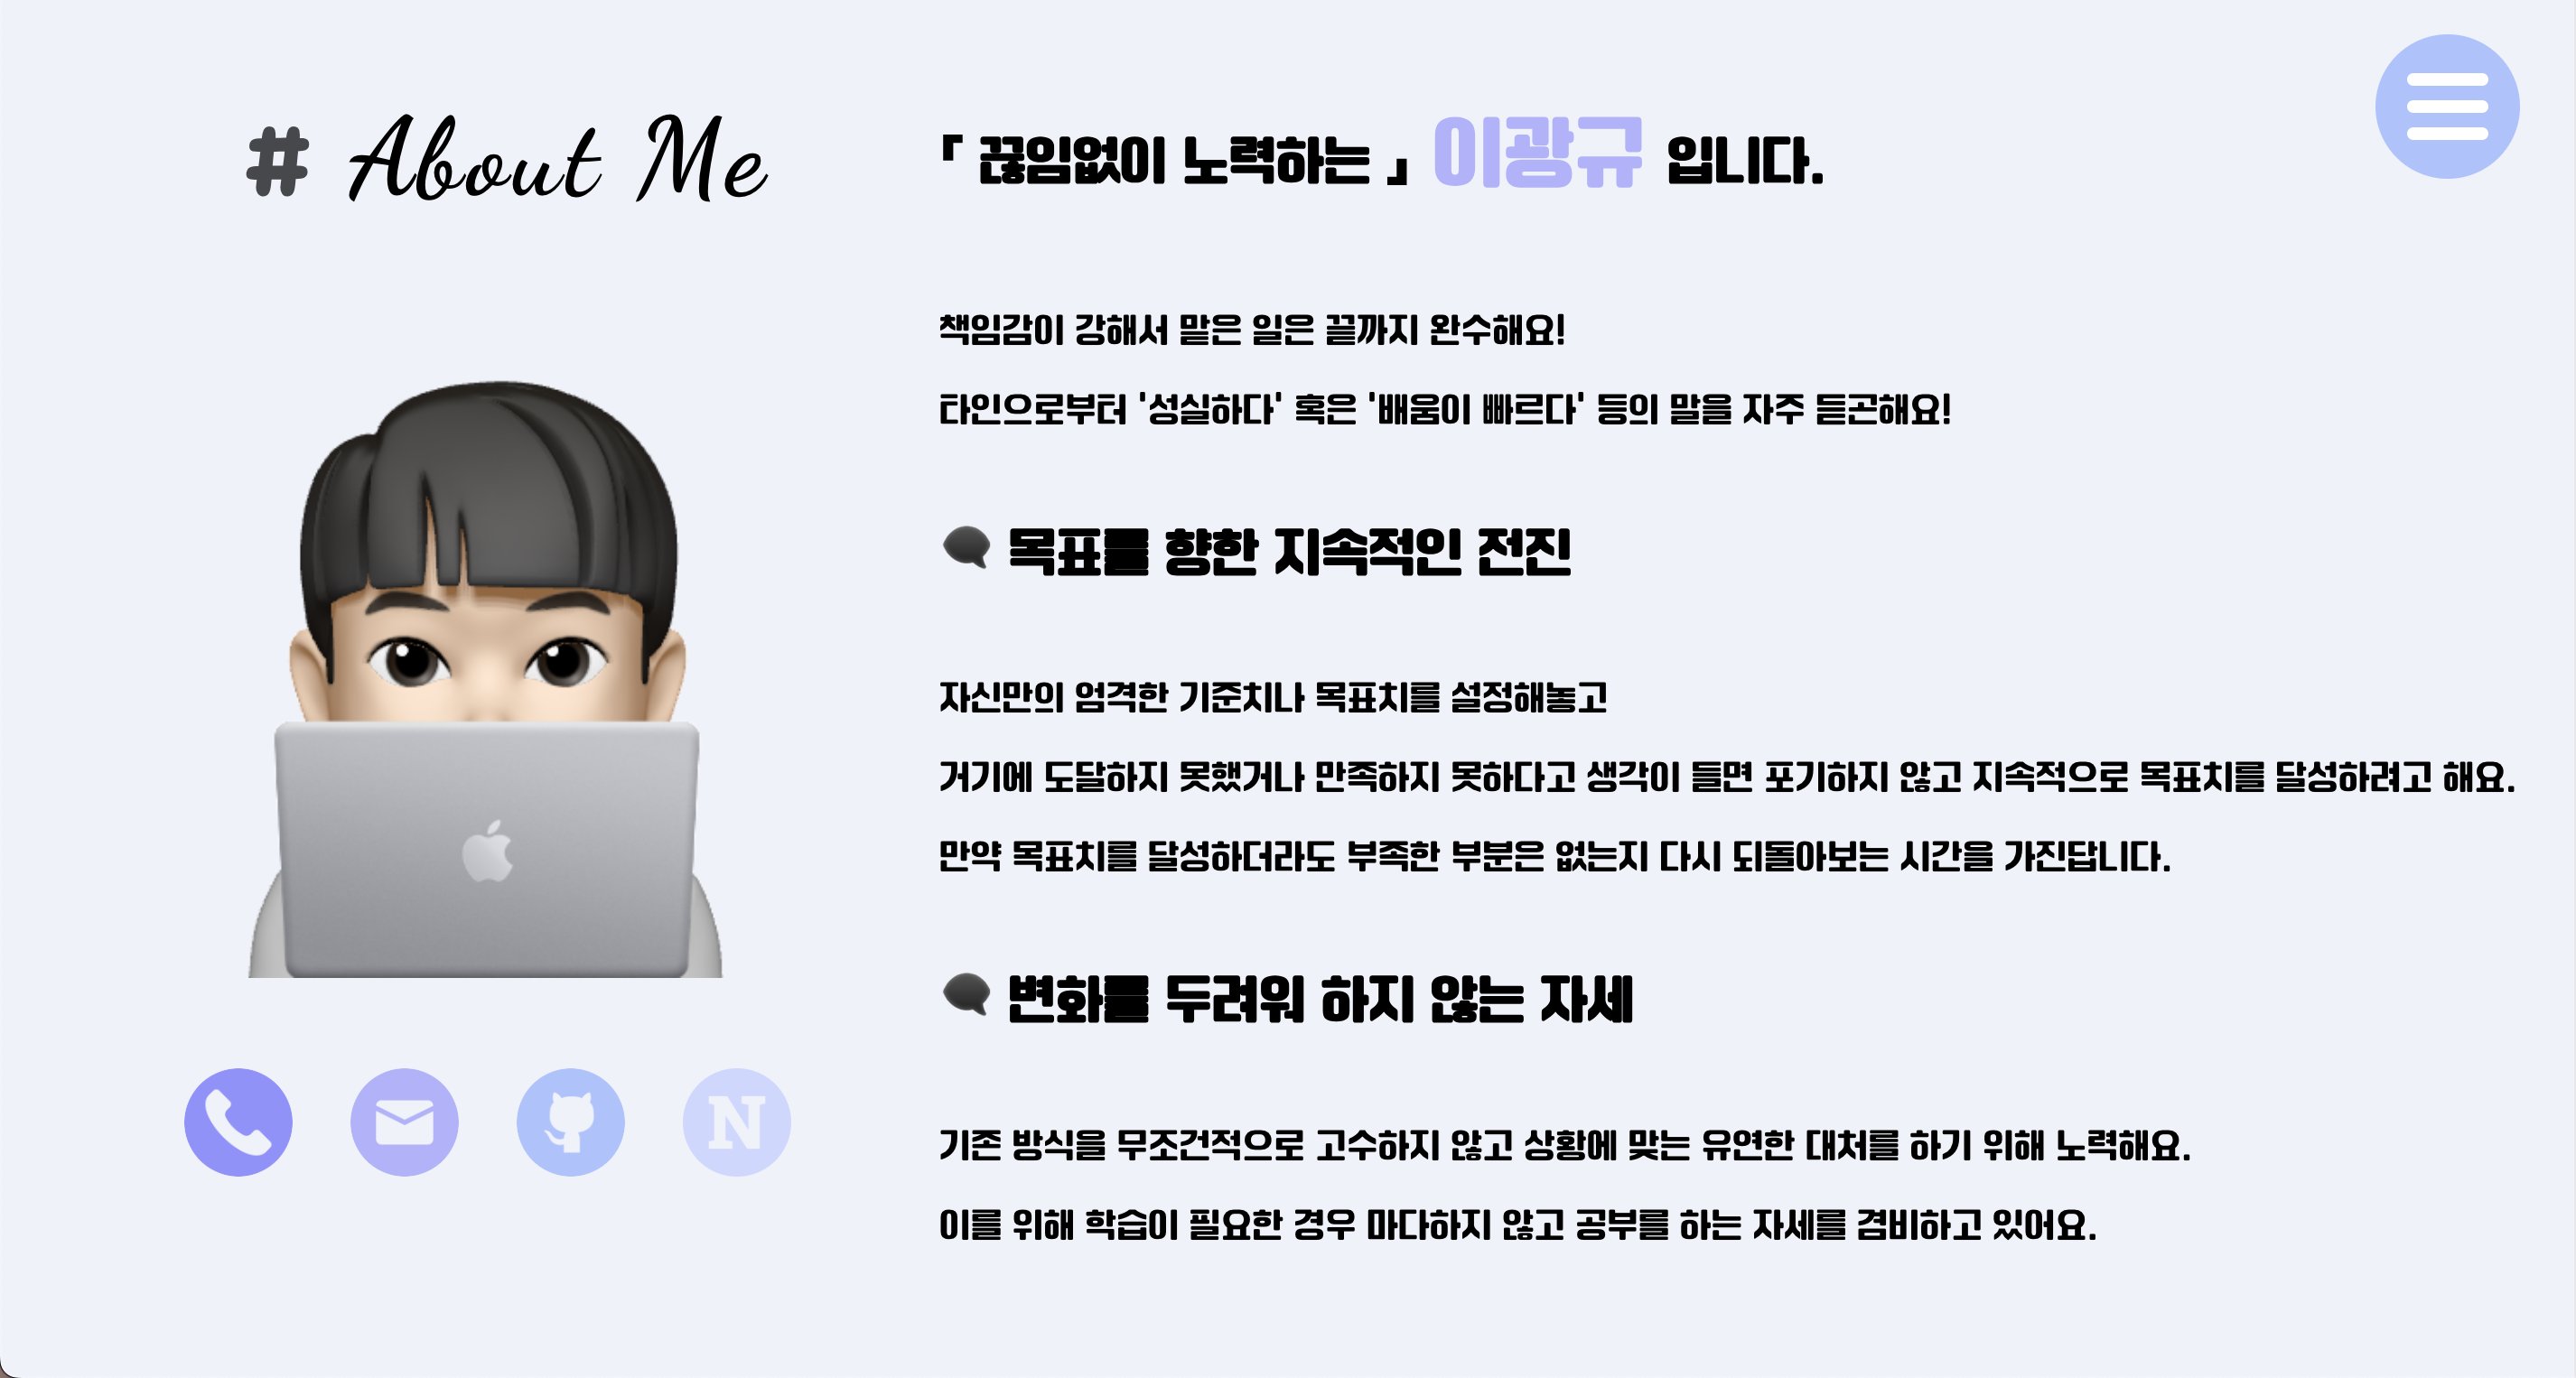 # About Me
「 끊임없이 노력하는 」 이광규 입니다.
책임감이 강해서 맡은 일은 끝까지 완수해요!
타인으로부터 '성실하다' 혹은 '배움이 빠르다' 등의 말을 자주 듣곤해요!
🗨 목표를 향한 지속적인 전진
자신만의 엄격한 기준치나 목표치를 설정해놓고
거기에 도달하지 못했거나 만족하지 못하다고 생각이 들면 포기하지 않고 지속적으로 목표치를 달성하려고 해요.
만약 목표치를 달성하더라도 부족한 부분은 없는지 다시 되돌아보는 시간을 가진답니다.
🗨 변화를 두려워 하지 않는 자세
기존 방식을 무조건적으로 고수하지 않고 상황에 맞는 유연한 대처를 하기 위해 노력해요.
이를 위해 학습이 필요한 경우 마다하지 않고 공부를 하는 자세를 겸비하고 있어요.
N